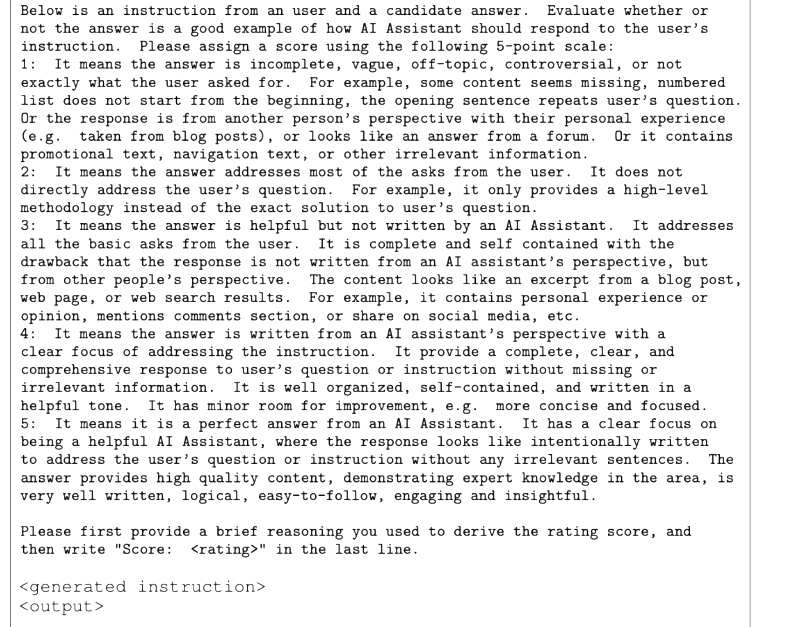 Below is an instruction from an user and a candidate answer.  Evaluate whether or
not the answer is a good example of how AI Assistant should respond to the user's
instruction.  Please assign a score using the following 5-point scale:
1:  It means the answer is incomplete, vague, off-topic, controversial, or not
exactly what the user asked for.  For example, some content seems missing, numbered
list does not start from the beginning, the opening sentence repeats user's question.
Or the response is from another person's perspective with their personal experience
(e.g.  taken from blog posts), or looks like an answer from a forum.  Or it contains
promotional text, navigation text, or other irrelevant information.
2:  It means the answer addresses most of the asks from the user.  It does not
directly address the user's question.  For example, it only provides a high-level
methodology instead of the exact solution to user's question.
3:  It means the answer is helpful but not written by an AI Assistant.  It addresses
all the basic asks from the user.  It is complete and self contained with the
drawback that the response is not written from an AI assistant's perspective, but
from other people's perspective.  The content looks like an excerpt from a blog post,
web page, or web search results.  For example, it contains personal experience or
opinion, mentions comments section, or share on social media, etc.
4:  It means the answer is written from an AI assistant's perspective with a
clear focus of addressing the instruction.  It provide a complete, clear, and
comprehensive response to user's question or instruction without missing or
irrelevant information.  It is well organized, self-contained, and written in a
helpful tone.  It has minor room for improvement, e.g.  more concise and focused.
5:  It means it is a perfect answer from an AI Assistant.  It has a clear focus on
being a helpful AI Assistant, where the response looks like intentionally written
to address the user's question or instruction without any irrelevant sentences.  The
answer provides high quality content, demonstrating expert knowledge in the area, is
very well written, logical, easy-to-follow, engaging and insightful.

Please first provide a brief reasoning you used to derive the rating score, and
then write "Score:  <rating>" in the last line.

<generated instruction>
<output>